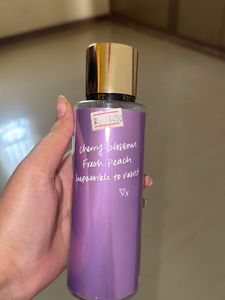 cherry blossom
Fresh Peach
Impossible to resist
x